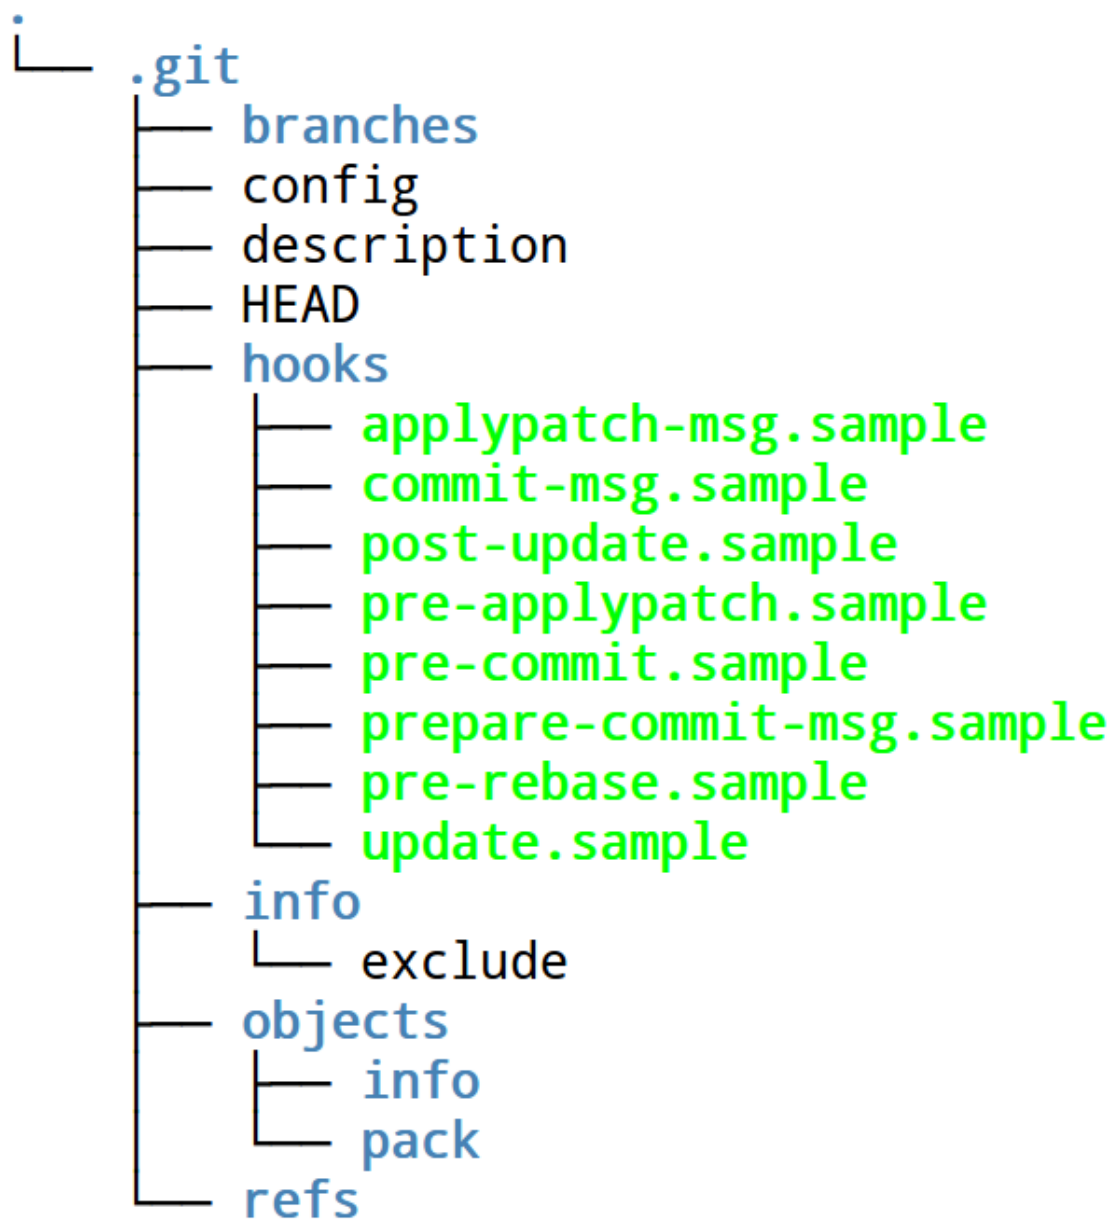 .
└── .git
    ├── branches
    ├── config
    ├── description
    ├── HEAD
    ├── hooks
    │   ├── applypatch-msg.sample
    │   ├── commit-msg.sample
    │   ├── post-update.sample
    │   ├── pre-applypatch.sample
    │   ├── pre-commit.sample
    │   ├── prepare-commit-msg.sample
    │   ├── pre-rebase.sample
    │   └── update.sample
    ├── info
    │   └── exclude
    ├── objects
    │   ├── info
    │   └── pack
    └── refs